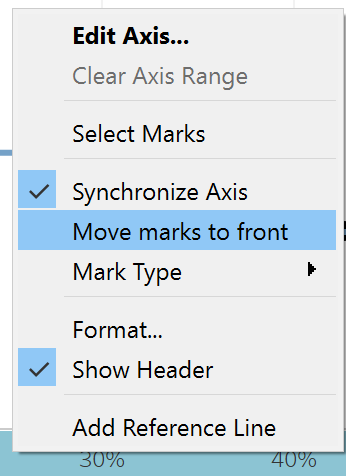 Edit Axis...
Clear Axis Range
Select Marks
Synchronize Axis
Move marks to front
Mark Type
Format...
Show Header
Add Reference Line
30% 40%